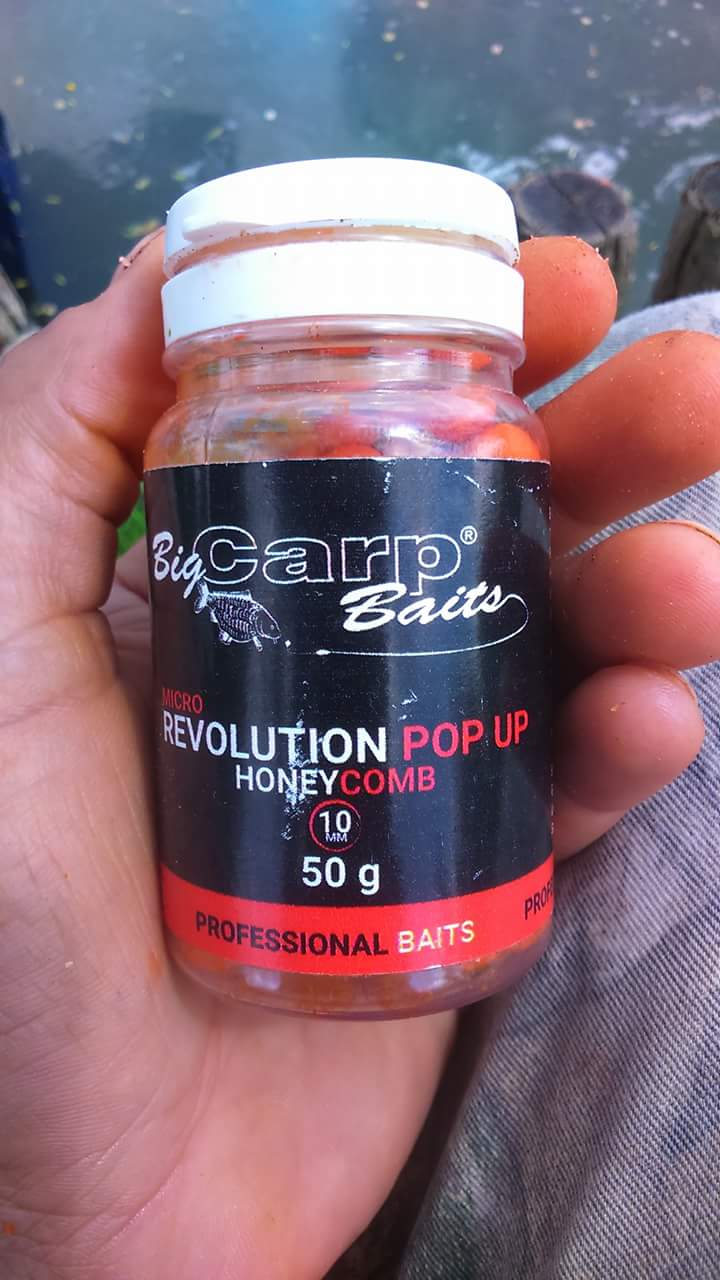 BigCarp®
Baits
MICRO
REVOLUTION POP UP
HONEYCOMB
10
MM
50 g
PROFESSIONAL BAITS